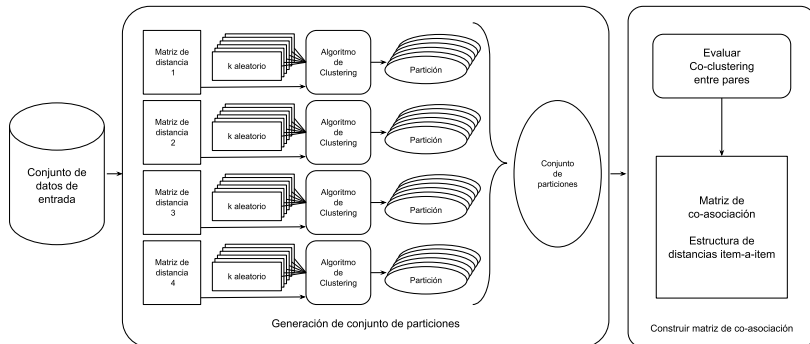 Conjunto de
datos de
entrada
Matriz de
distancia
1
k aleatorio
Algoritmo
de
Clustering
Partición
Matriz de
distancia
2
k aleatorio
Algoritmo
de
Clustering
Partición
Matriz de
distancia
3
k aleatorio
Algoritmo
de
Clustering
Partición
Matriz de
distancia
4
k aleatorio
Algoritmo
de
Clustering
Partición
Conjunto
de
particiones
Generación de conjunto de particiones
Evaluar
Co-clustering
entre pares
Matriz de
co-asociación
Estructura de
distancias item-a-item
Construir matriz de co-asociación